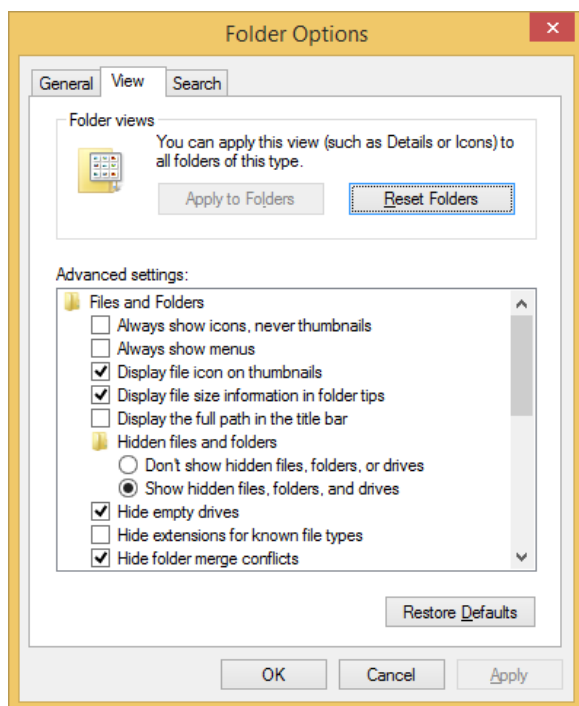 Folder Options
General View Search
Folder views
You can apply this view (such as Details or Icons) to
all folders of this type.
Apply to Folders Reset Folders
Advanced settings:
Files and Folders
Always show icons, never thumbnails
Always show menus
Display file icon on thumbnails
Display file size information in folder tips
Display the full path in the title bar
Hidden files and folders
Don't show hidden files, folders, or drives
Show hidden files, folders, and drives
Hide empty drives
Hide extensions for known file types
Hide folder merge conflicts
Restore Defaults
OK Cancel Apply